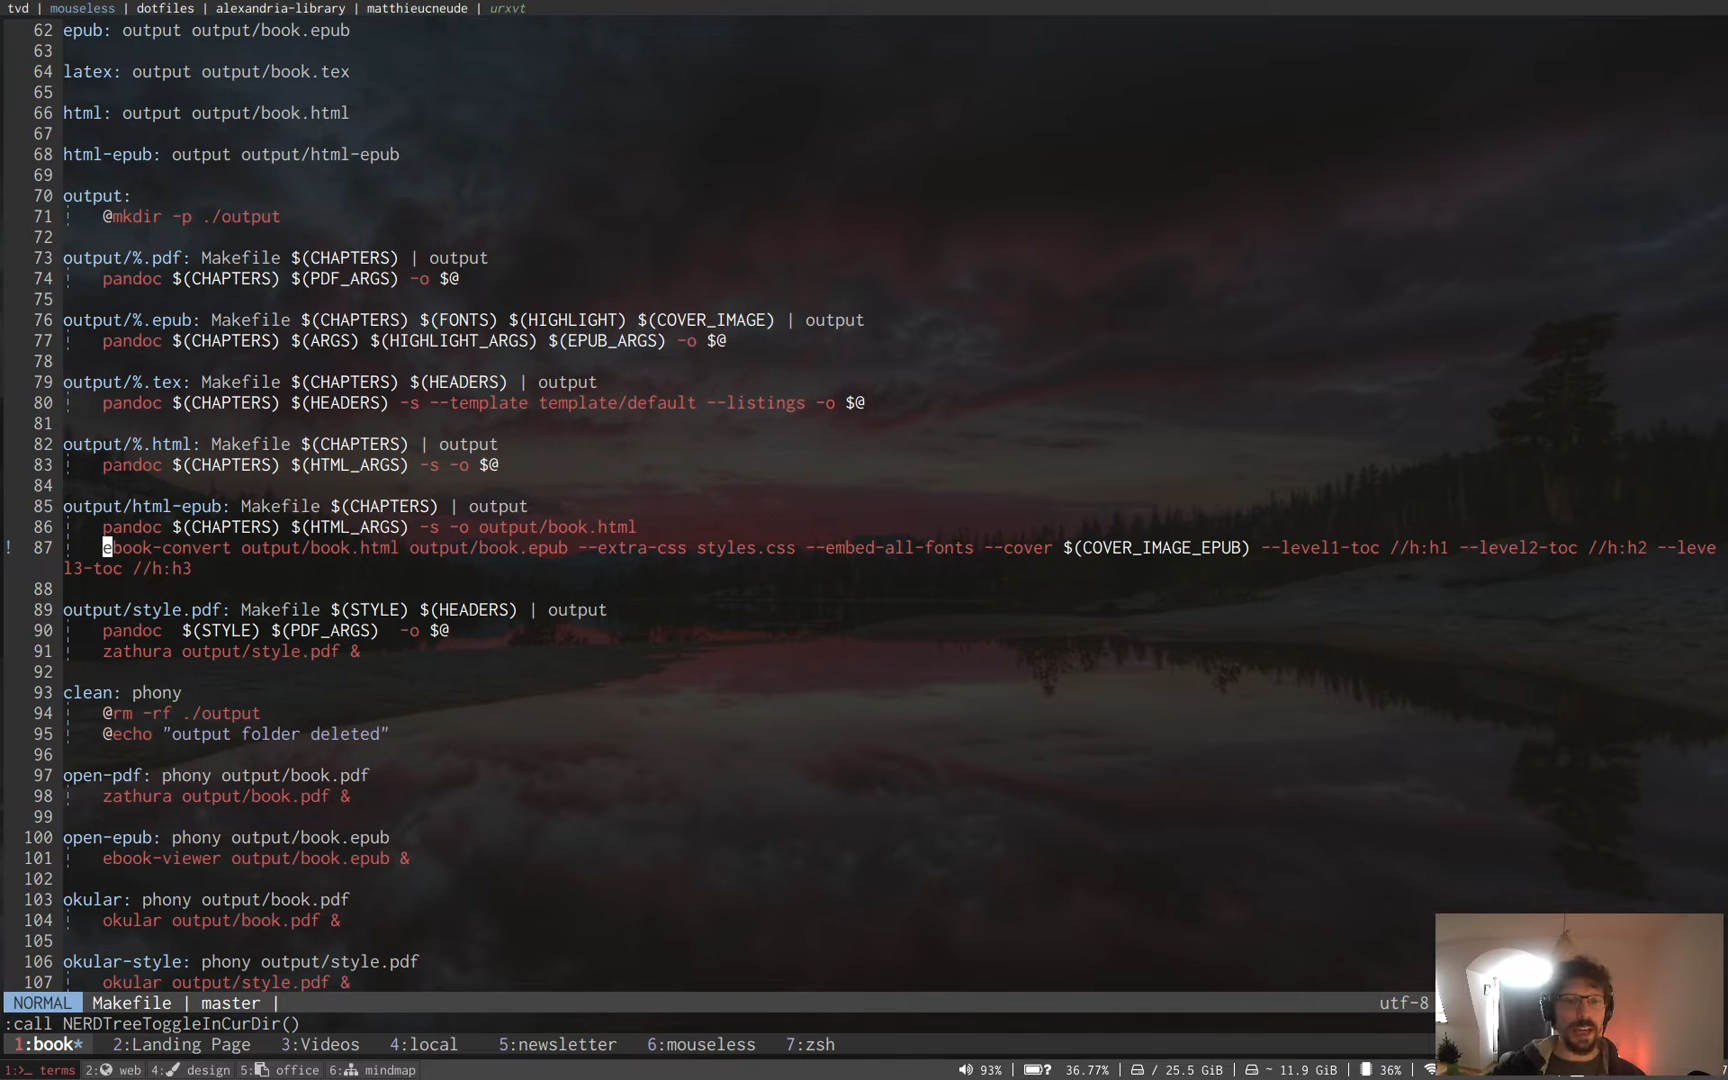 tvd | mouseless | dotfiles | alexandria-library | matthieucneude | urxvt
62 epub: output output/book.epub
63
64 latex: output output/book.tex
65
66 html: output output/book.html
67
68 html-epub: output output/html-epub
69
70 output:
71 @mkdir -p ./output
72
73 output/%.pdf: Makefile $(CHAPTERS) | output
74 pandoc $(CHAPTERS) $(PDF_ARGS) -o $@
75
76 output/%.epub: Makefile $(CHAPTERS) $(FONTS) $(HIGHLIGHT) $(COVER_IMAGE) | output
77 pandoc $(CHAPTERS) $(ARGS) $(HIGHLIGHT_ARGS) $(EPUB_ARGS) -o $@
78
79 output/%.tex: Makefile $(CHAPTERS) $(HEADERS) | output
80 pandoc $(CHAPTERS) $(HEADERS) -s --template template/default --listings -o $@
81
82 output/%.html: Makefile $(CHAPTERS) | output
83 pandoc $(CHAPTERS) $(HTML_ARGS) -s -o $@
84
85 output/html-epub: Makefile $(CHAPTERS) | output
86 pandoc $(CHAPTERS) $(HTML_ARGS) -s -o output/book.html
! 87 ebook-convert output/book.html output/book.epub --extra-css styles.css --embed-all-fonts --cover $(COVER_IMAGE_EPUB) --level1-toc //h:h1 --level2-toc //h:h2 --leve
l3-toc //h:h3
88
89 output/style.pdf: Makefile $(STYLE) $(HEADERS) | output
90 pandoc  $(STYLE) $(PDF_ARGS)  -o $@
91 zathura output/style.pdf &
92
93 clean: phony
94 @rm -rf ./output
95 @echo "output folder deleted"
96
97 open-pdf: phony output/book.pdf
98 zathura output/book.pdf &
99
100 open-epub: phony output/book.epub
101 ebook-viewer output/book.epub &
102
103 okular: phony output/book.pdf
104 okular output/book.pdf &
105
106 okular-style: phony output/style.pdf
107 okular output/style.pdf &
NORMAL Makefile | master | utf-8
:call NERDTreeToggleInCurDir()
1:book* 2:Landing Page 3:Videos 4:local 5:newsletter 6:mouseless 7:zsh
1:>_ terms 2: web 4: design 5: office 6: mindmap 93% | ? 36.77% | / 25.5 GiB | ~ 11.9 GiB | 36% |